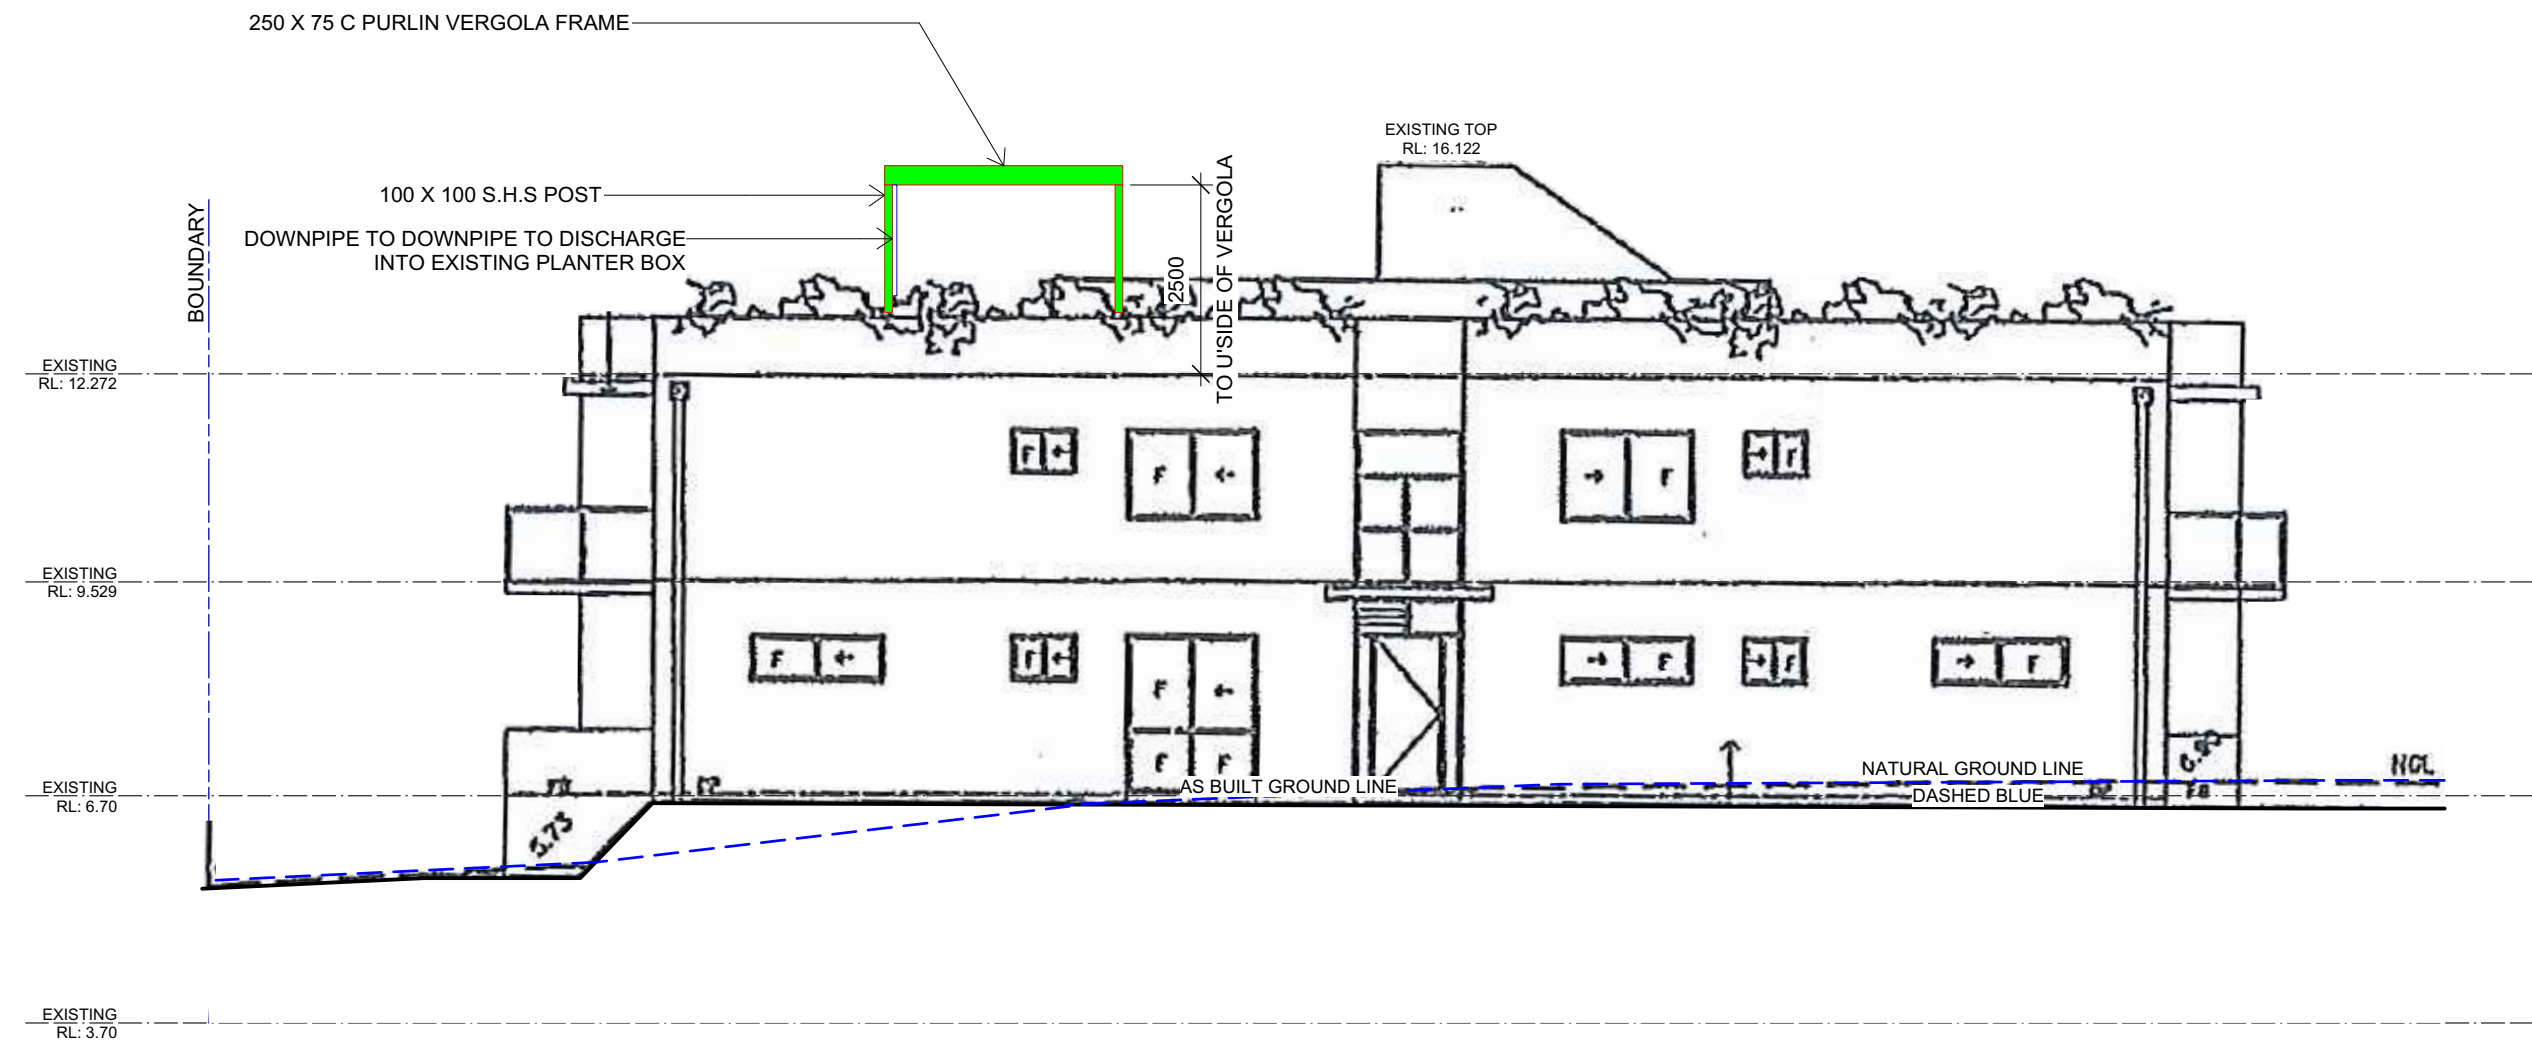 250 X 75 C PURLIN VERGOLA FRAME
EXISTING TOP
RL: 16.122
100 X 100 S.H.S POST
BOUNDARY
DOWNPIPE TO DOWNPIPE TO DISCHARGE
INTO EXISTING PLANTER BOX
2500
TO U'SIDE OF VERGOLA
EXISTING
RL: 12.272
F
F
F
F
EXISTING
RL: 9.529
F
F
F
F
F
F
F
F
NATURAL GROUND LINE
NGL
EXISTING
RL: 6.70
AS BUILT GROUND LINE
DASHED BLUE
5.73
EXISTING
RL: 3.70